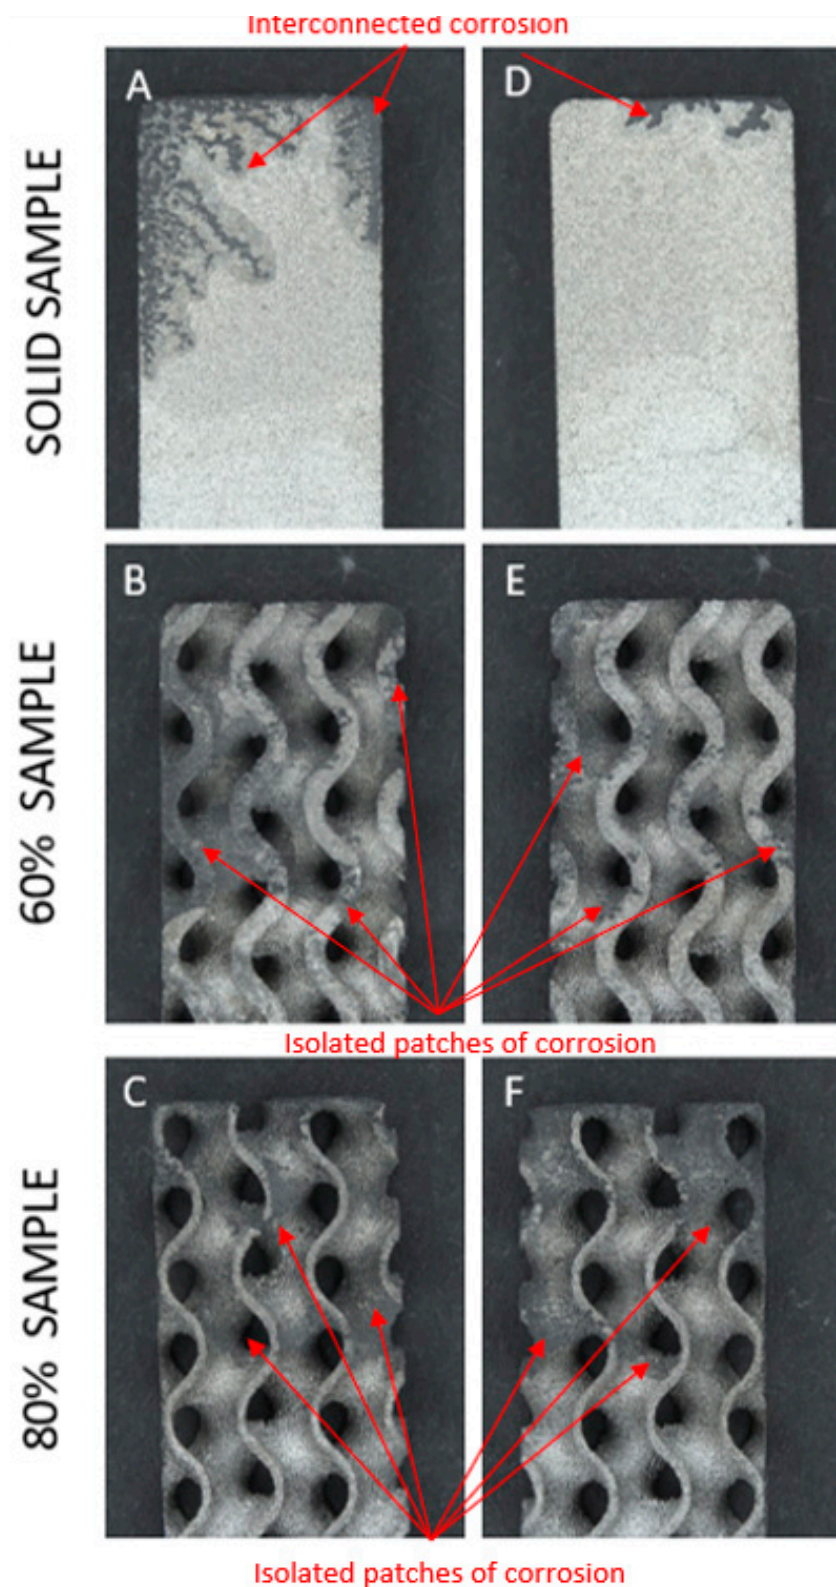 Interconnected corrosion
SOLID SAMPLE
A
D
60% SAMPLE
B
E
Isolated patches of corrosion
80% SAMPLE
C
F
Isolated patches of corrosion